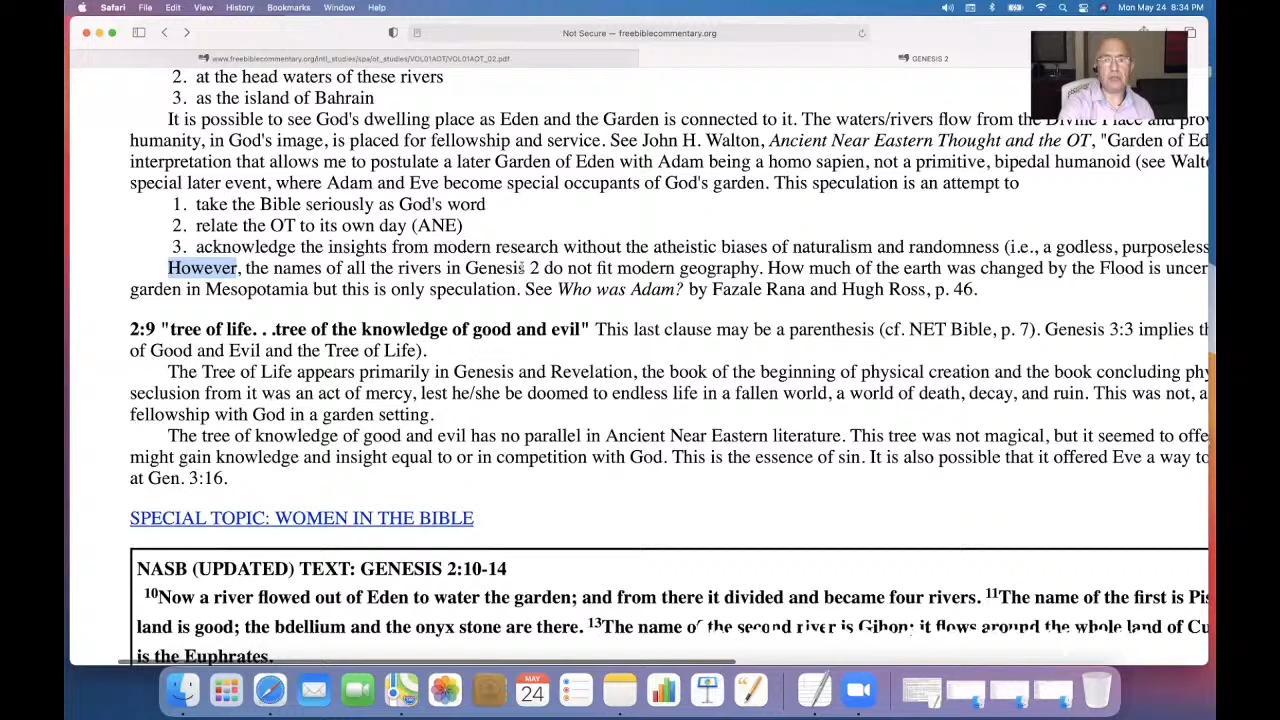 Safari File Edit View History Bookmarks Window Help Mon May 24 8:34 PM
Not Secure — freebiblecommentary.org
www.freebiblecommentary.org/intl_studies/spa/ot_studies/VOL01AOT/VOL01AOT_02.pdf GENESIS 2
2. at the head waters of these rivers
3. as the island of Bahrain
It is possible to see God's dwelling place as Eden and the Garden is connected to it. The waters/rivers flow from the Divine Place and
humanity, in God's image, is placed for fellowship and service. See John H. Walton, Ancient Near Eastern Thought and the OT, "Garden of
interpretation that allows me to postulate a later Garden of Eden with Adam being a homo sapien, not a primitive, bipedal humanoid (see
special later event, where Adam and Eve become special occupants of God's garden. This speculation is an attempt to
1. take the Bible seriously as God's word
2. relate the OT to its own day (ANE)
3. acknowledge the insights from modern research without the atheistic biases of naturalism and randomness (i.e., a godless, purposeless
However, the names of all the rivers in Genesis 2 do not fit modern geography. How much of the earth was changed by the Flood is
garden in Mesopotamia but this is only speculation. See Who was Adam? by Fazale Rana and Hugh Ross, p. 46.
2:9 "tree of life. . .tree of the knowledge of good and evil" This last clause may be a parenthesis (cf. NET Bible, p. 7). Genesis 3:3 implies
of Good and Evil and the Tree of Life).
The Tree of Life appears primarily in Genesis and Revelation, the book of the beginning of physical creation and the book concluding
seclusion from it was an act of mercy, lest he/she be doomed to endless life in a fallen world, a world of death, decay, and ruin. This was not,
fellowship with God in a garden setting.
The tree of knowledge of good and evil has no parallel in Ancient Near Eastern literature. This tree was not magical, but it seemed to
might gain knowledge and insight equal to or in competition with God. This is the essence of sin. It is also possible that it offered Eve a way to
at Gen. 3:16.
SPECIAL TOPIC: WOMEN IN THE BIBLE
NASB (UPDATED) TEXT: GENESIS 2:10-14
10Now a river flowed out of Eden to water the garden; and from there it divided and became four rivers. 11The name of the first is
land is good; the bdellium and the onyx stone are there. 13The name of the second river is Gihon; it flows around the whole land of
is the Euphrates.
MAY
24